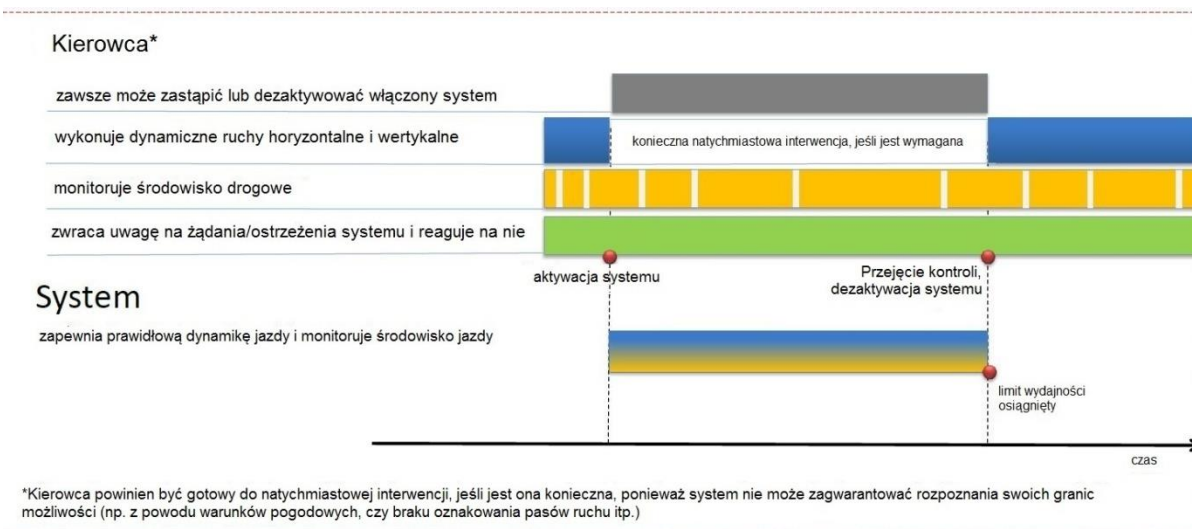 Kierowca*
zawsze może zastąpić lub dezaktywować włączony system
wykonuje dynamiczne ruchy horyzontalne i wertykalne
konieczna natychmiastowa interwencja, jeśli jest wymagana
monitoruje środowisko drogowe
zwraca uwagę na żądania/ostrzeżenia systemu i reaguje na nie
aktywacja systemu
Przejęcie kontroli,
dezaktywacja systemu
System
zapewnia prawidłową dynamikę jazdy i monitoruje środowisko jazdy
limit wydajności
osiągnięty
czas
*Kierowca powinien być gotowy do natychmiastowej interwencji, jeśli jest ona konieczna, ponieważ system nie może zagwarantować rozpoznania swoich granic
możliwości (np. z powodu warunków pogodowych, czy braku oznakowania pasów ruchu itp.)